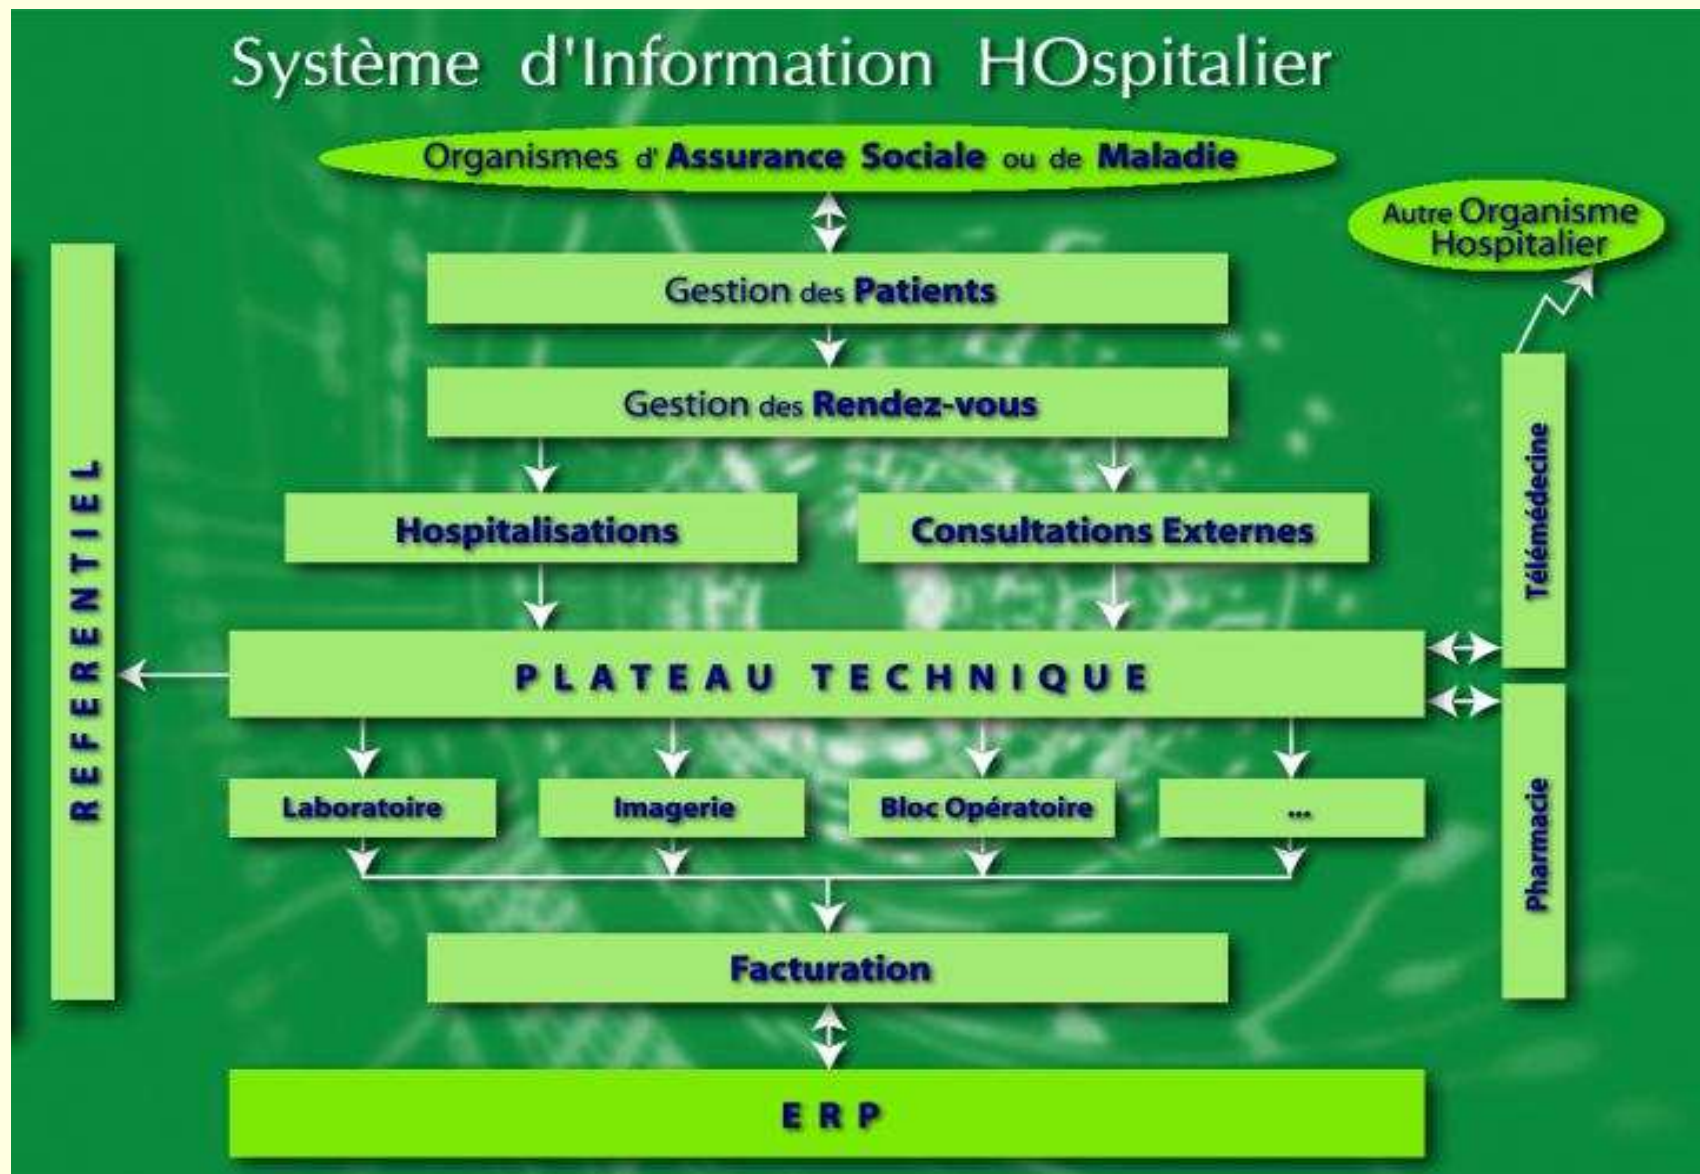 Système d'Information HOspitalier
Organismes d' Assurance Sociale ou de Maladie
Autre Organisme
Hospitalier
Gestion des Patients
Gestion des Rendez-vous
Hospitalisations
Consultations Externes
Télémédecine
REFERENTIEL
PLATEAU TECHNIQUE
Laboratoire
Imagerie
Bloc Opératoire
...
Pharmacie
Facturation
ERP